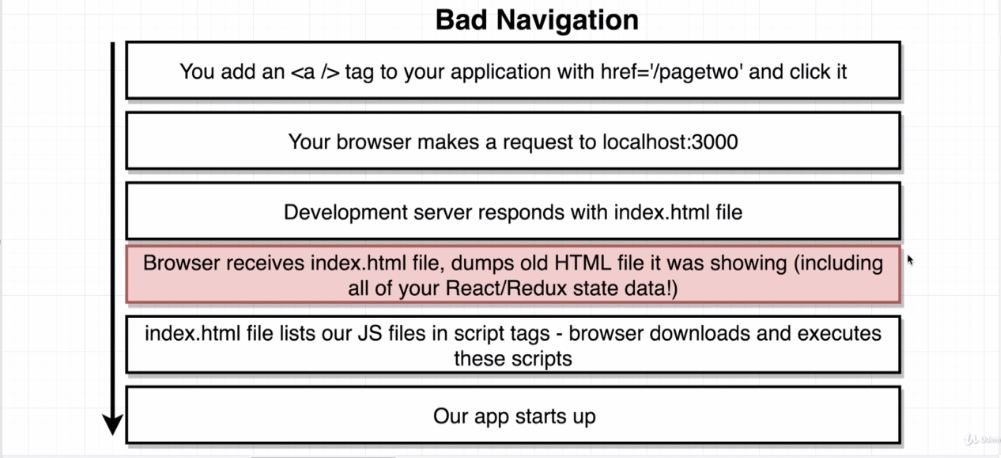 Bad Navigation
You add an <a /> tag to your application with href='/pagetwo' and click it
Your browser makes a request to localhost:3000
Development server responds with index.html file
Browser receives index.html file, dumps old HTML file it was showing (including
all of your React/Redux state data!)
index.html file lists our JS files in script tags - browser downloads and executes
these scripts
Our app starts up